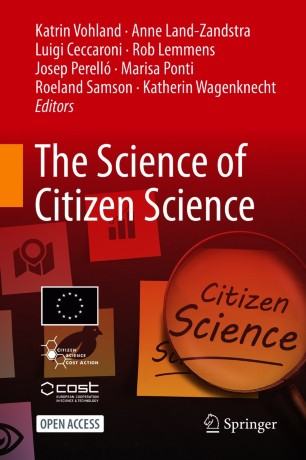 Katrin Vohland · Anne Land-Zandstra
Luigi Ceccaroni · Rob Lemmens
Josep Perelló · Marisa Ponti
Roeland Samson · Katherin Wagenknecht
Editors
The Science of
Citizen Science
Citizen
Science
Sc
CITIZEN
SCIENCE
COST ACTION
cost
EUROPEAN COOPERATION
IN SCIENCE & TECHNOLOGY
OPEN ACCESS
Springer